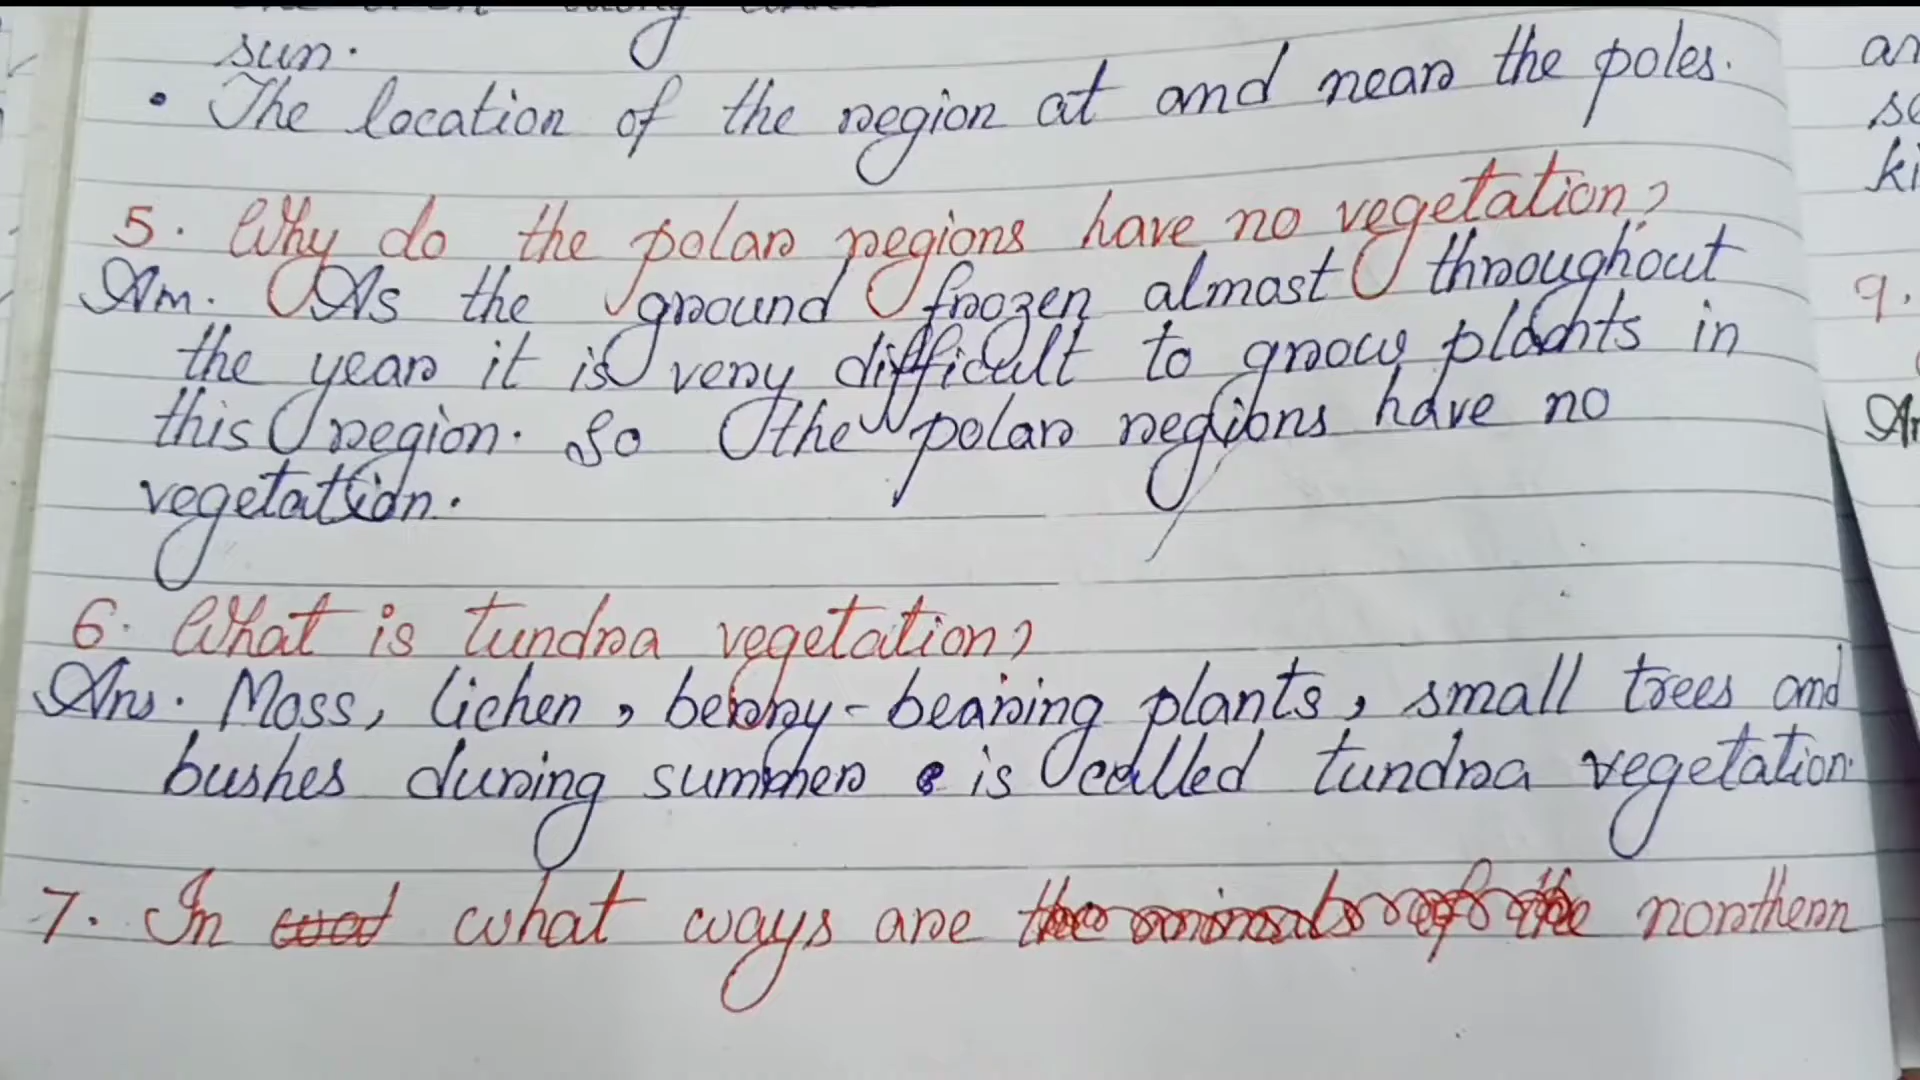 sun.
• The location of the region at and near the poles.
5. Why do the polar regions have no vegetation?
Ans. As the ground frozen almost throughout
the year it is very difficult to grow plants in
this region. So the polar regions have no
vegetation.
6. What is tundra vegetation?
Ans. Moss, lichen, berry-bearing plants, small trees and
bushes during summer is called tundra vegetation.
7. In what ways are northern
an
ki
9.